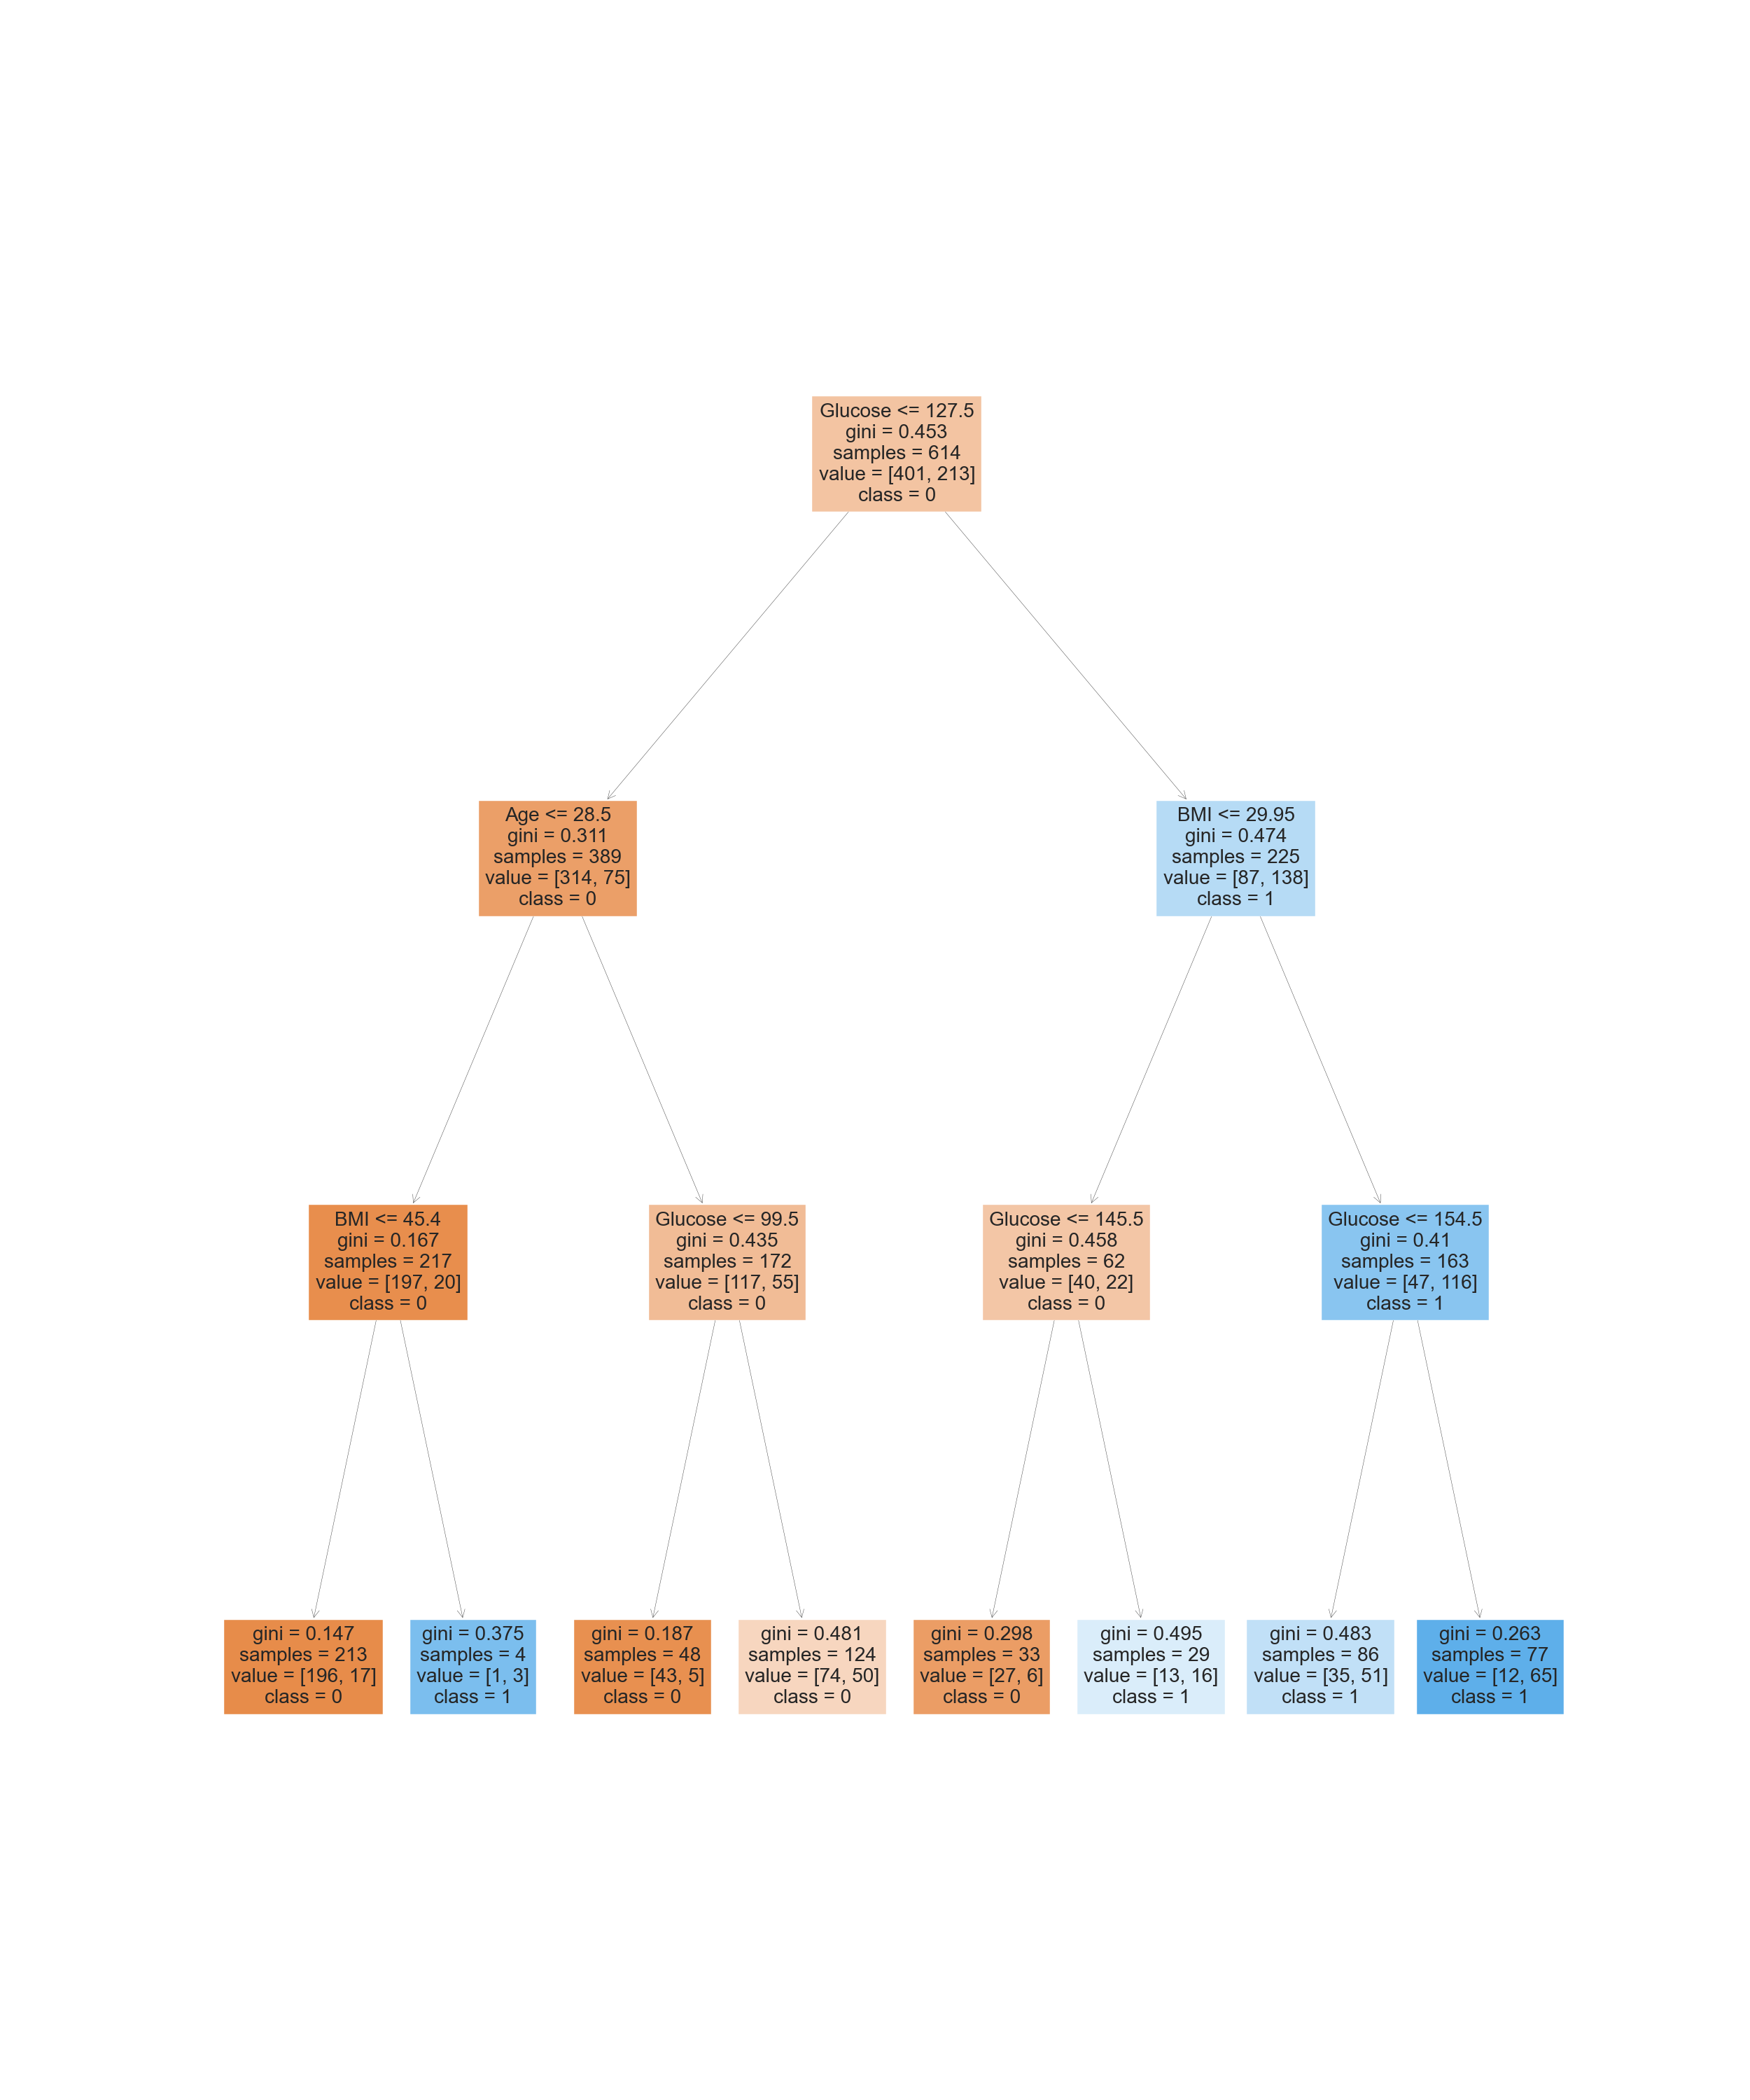 Glucose <= 127.5
gini = 0.453
samples = 614
value = [401, 213]
class = 0
Age <= 28.5
gini = 0.311
samples = 389
value = [314, 75]
class = 0
BMI <= 29.95
gini = 0.474
samples = 225
value = [87, 138]
class = 1
BMI <= 45.4
gini = 0.167
samples = 217
value = [197, 20]
class = 0
Glucose <= 99.5
gini = 0.435
samples = 172
value = [117, 55]
class = 0
Glucose <= 145.5
gini = 0.458
samples = 62
value = [40, 22]
class = 0
Glucose <= 154.5
gini = 0.41
samples = 163
value = [47, 116]
class = 1
gini = 0.147
samples = 213
value = [196, 17]
class = 0
gini = 0.375
samples = 4
value = [1, 3]
class = 1
gini = 0.187
samples = 48
value = [43, 5]
class = 0
gini = 0.481
samples = 124
value = [74, 50]
class = 0
gini = 0.298
samples = 33
value = [27, 6]
class = 0
gini = 0.495
samples = 29
value = [13, 16]
class = 1
gini = 0.483
samples = 86
value = [35, 51]
class = 1
gini = 0.263
samples = 77
value = [12, 65]
class = 1